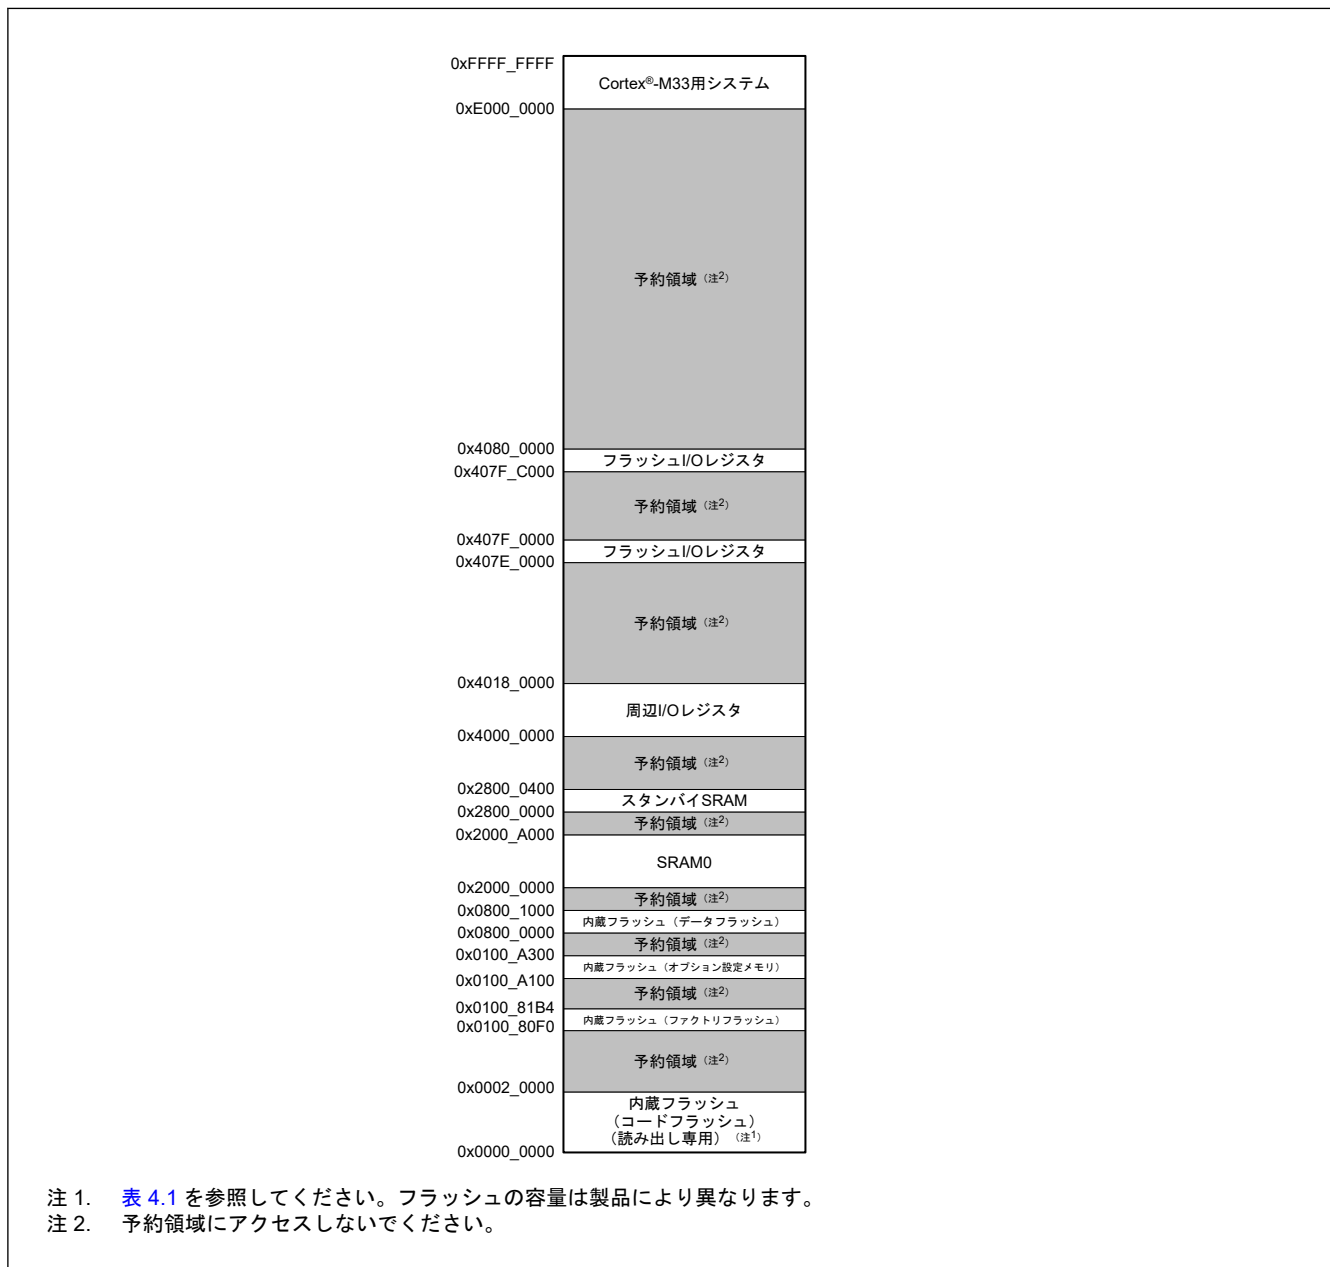 0xFFFF_FFFF
Cortex®-M33用システム
0xE000_0000
予約領域（注2）
0x4080_0000
フラッシュI/Oレジスタ
0x407F_C000
予約領域（注2）
0x407F_0000
フラッシュI/Oレジスタ
0x407E_0000
予約領域（注2）
0x4018_0000
周辺I/Oレジスタ
0x4000_0000
予約領域（注2）
0x2800_0400
スタンバイSRAM
0x2800_0000
予約領域（注2）
0x2000_A000
SRAM0
0x2000_0000
予約領域（注2）
0x0800_1000
内蔵フラッシュ（データフラッシュ）
0x0800_0000
予約領域（注2）
0x0100_A300
内蔵フラッシュ（オプション設定メモリ）
0x0100_A100
予約領域（注2）
0x0100_81B4
内蔵フラッシュ（ファクトリフラッシュ）
0x0100_80F0
予約領域（注2）
0x0002_0000
内蔵フラッシュ
（コードフラッシュ）
（読み出し専用）（注1）
0x0000_0000
注 1. 表 4.1 を参照してください。フラッシュの容量は製品により異なります。
注 2. 予約領域にアクセスしないでください。